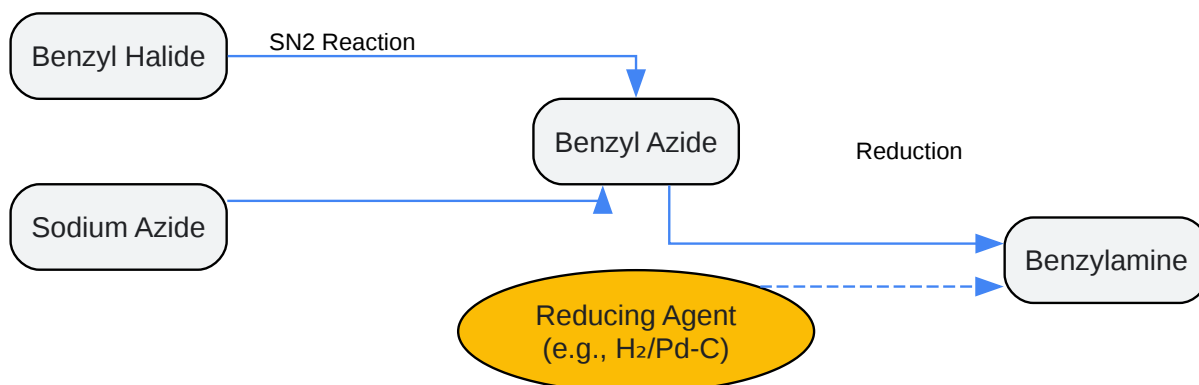 Benzyl Halide
SN2 Reaction
Benzyl Azide
Reduction
Sodium Azide
Benzylamine
Reducing Agent
(e.g., H₂/Pd-C)